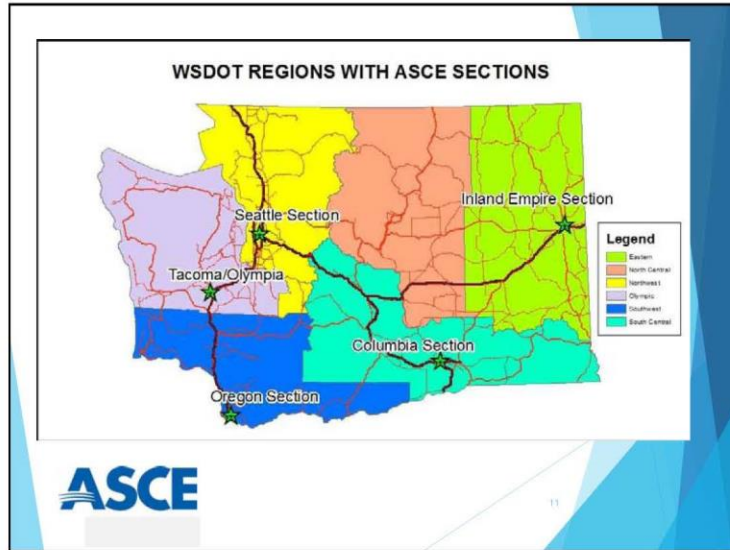 WSDOT REGIONS WITH ASCE SECTIONS
Inland Empire Section
Seattle Section
Tacoma/Olympia
Columbia Section
Oregon Section
Legend
Eastern
North Central
Northwest
Olympic
Southwest
South Central
ASCE
11